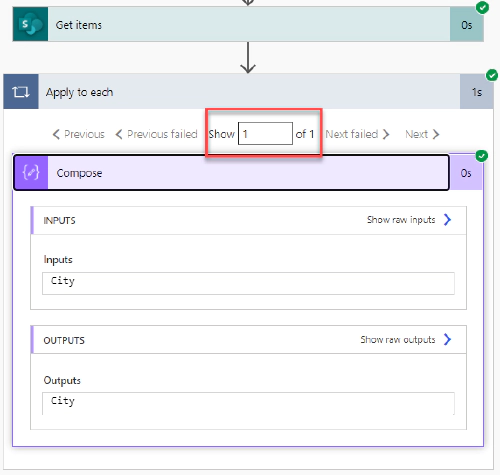 Get items
0s
Apply to each
1s
Previous Previous failed Show 1 of 1 Next failed Next
Compose
0s
INPUTS Show raw inputs
Inputs
City
OUTPUTS Show raw outputs
Outputs
City